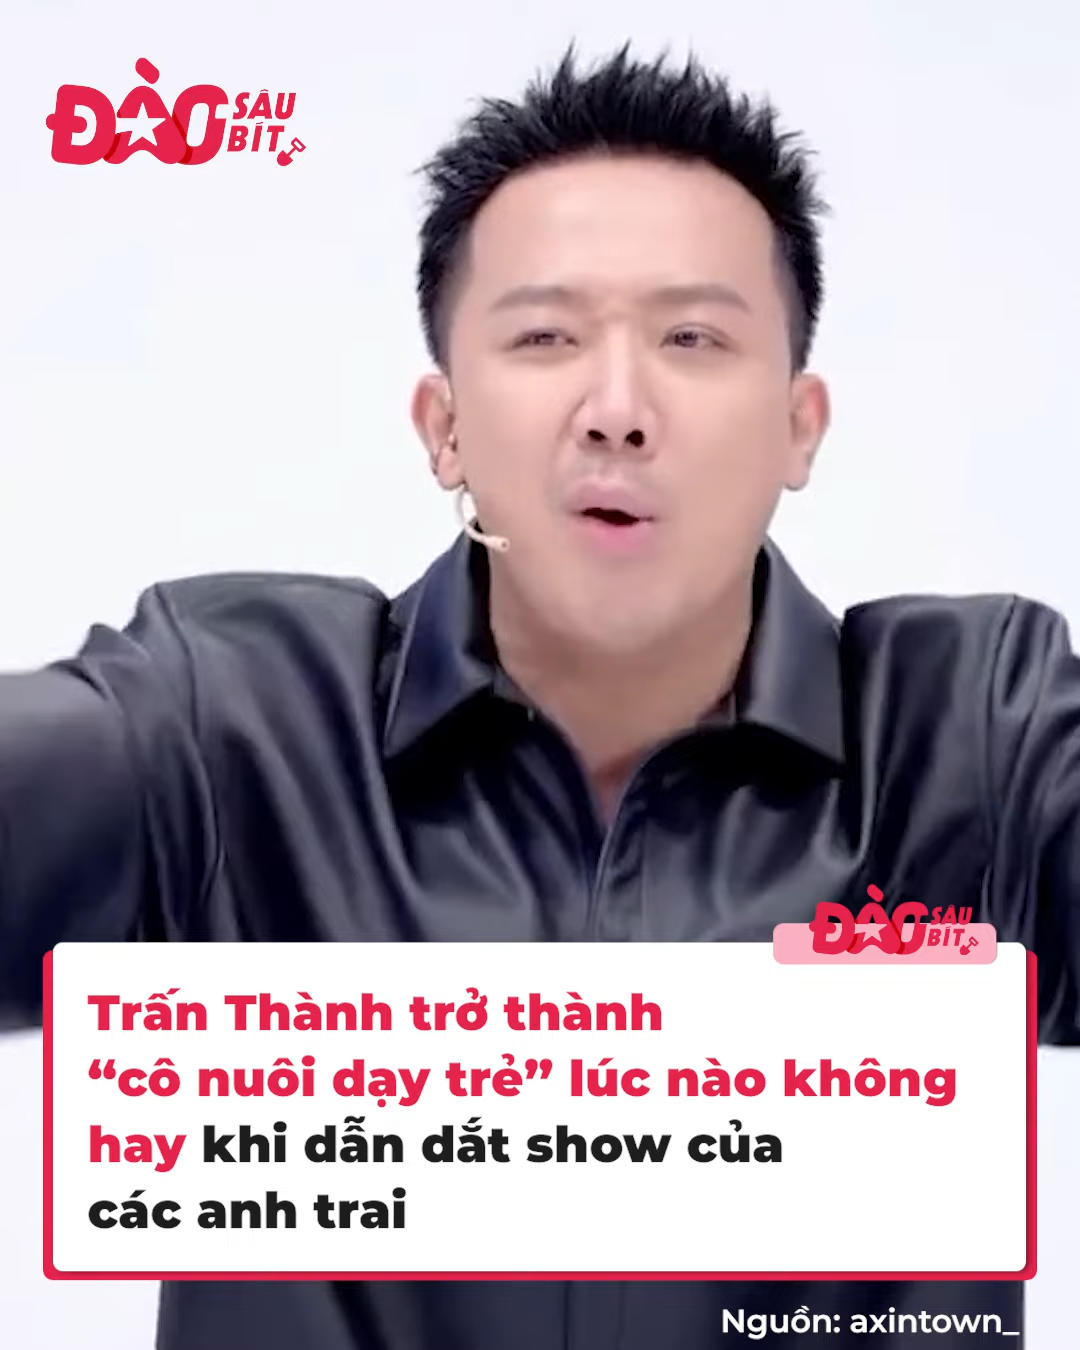 ĐÀO SÂU
BÍT
ĐÀO SÂU
BÍT
Trấn Thành trở thành
“cô nuôi dạy trẻ” lúc nào không
hay khi dẫn dắt show của
các anh trai
Nguồn: axintown_